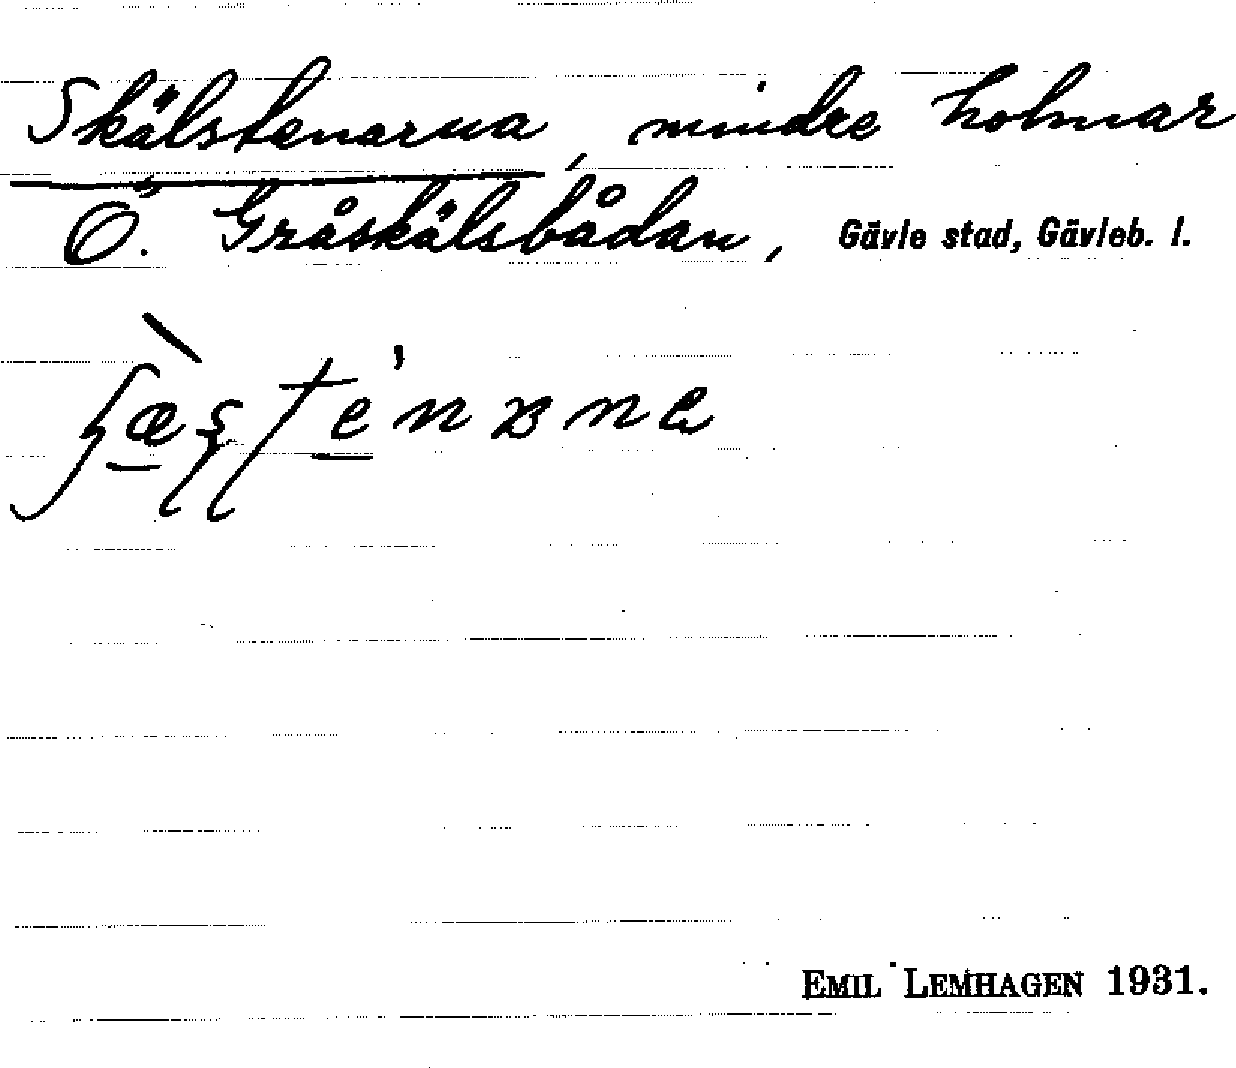 Skälstenarna, mindre holmar
Ö. Gråskälsbådan, Gävle stad, Gävleb. l.
EMIL LEMHAGEN 1931.